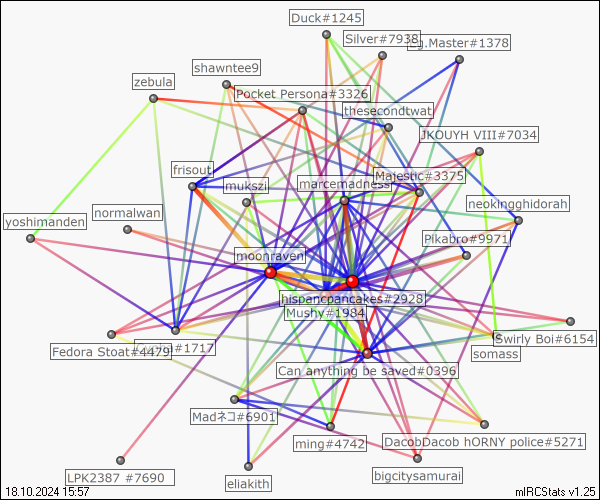 Duck#1245
Silver#7938
g.Master#1378
shawntee9
zebula
Pocket Persona#3326
thesecondtwat
JKOUYH VIII#7034
frisout
mukszi
marcemadness
Majestic#3375
yoshimanden
normalwan
neokingghidorah
Pikabro#9971
moonraven
hispancpancakes#2928
Mushy#1984
Fedora Stoat#4479
#1717
Swirly Boi#6154
somass
Can anything be saved#0396
Madネコ#6901
ming#4742
DacobDacob hORNY police#5271
LPK2387 #7690
eliakith
bigcitysamurai
18.10.2024 15:57
mIRCStats v1.25